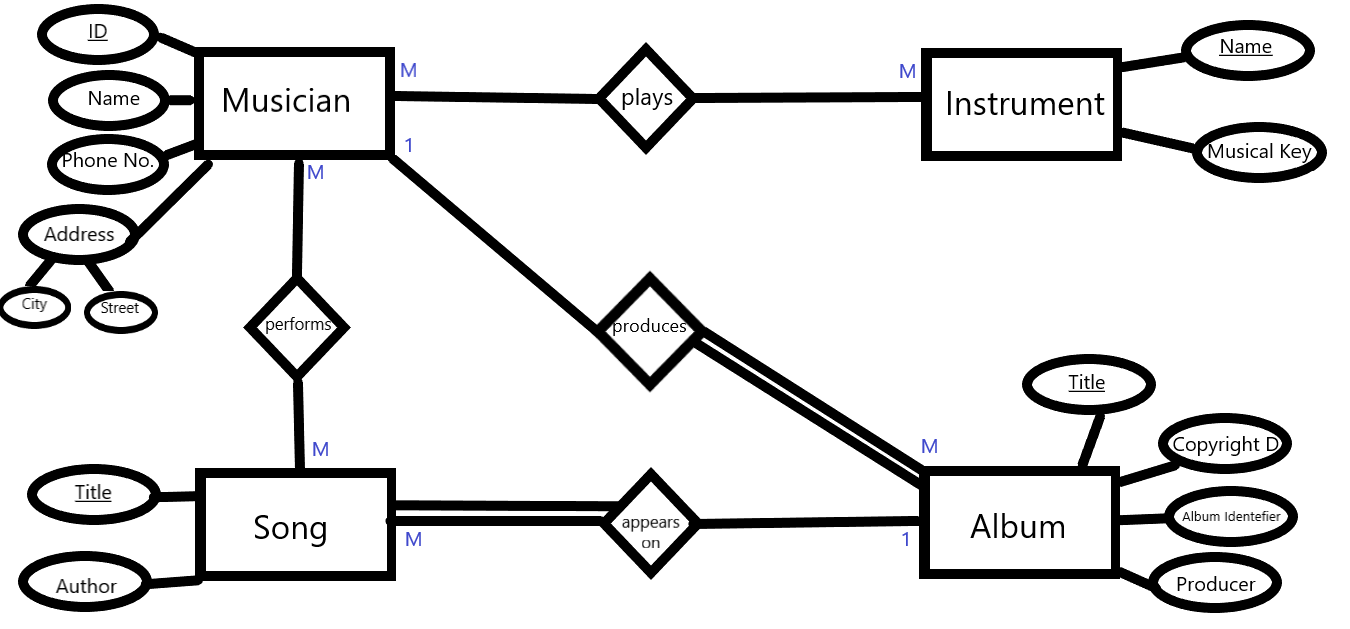 ID
Name
Phone No.
Address
City
Street
Musician
M
1
M
plays
M
Instrument
Name
Musical Key
performs
produces
M
M
Title
Author
Song
M
appears
on
1
Album
Title
Copyright D
Album Identefier
Producer